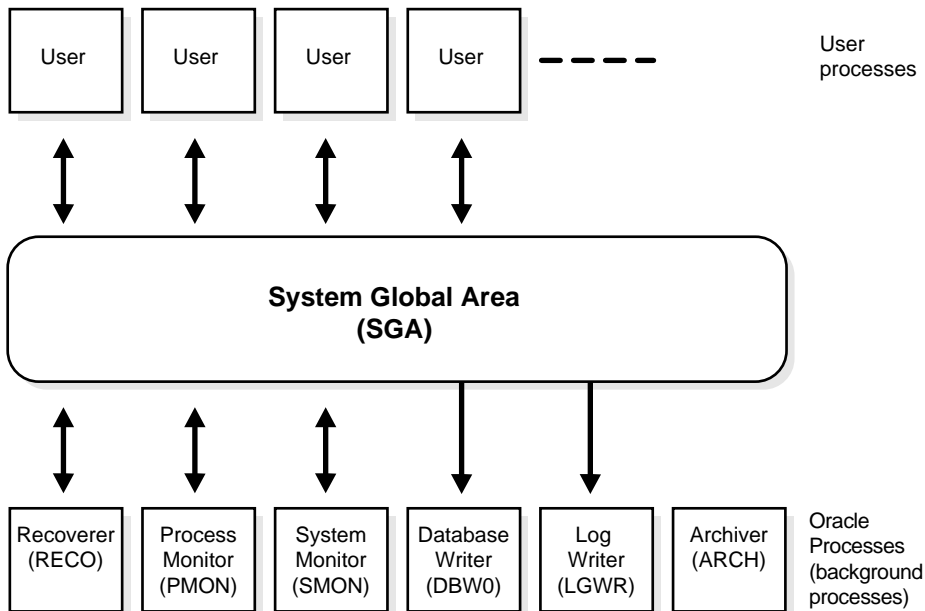 User
User
User
User
User
processes
System Global Area
(SGA)
Recoverer
(RECO)
Process
Monitor
(PMON)
System
Monitor
(SMON)
Database
Writer
(DBW0)
Log
Writer
(LGWR)
Archiver
(ARCH)
Oracle
Processes
(background
processes)